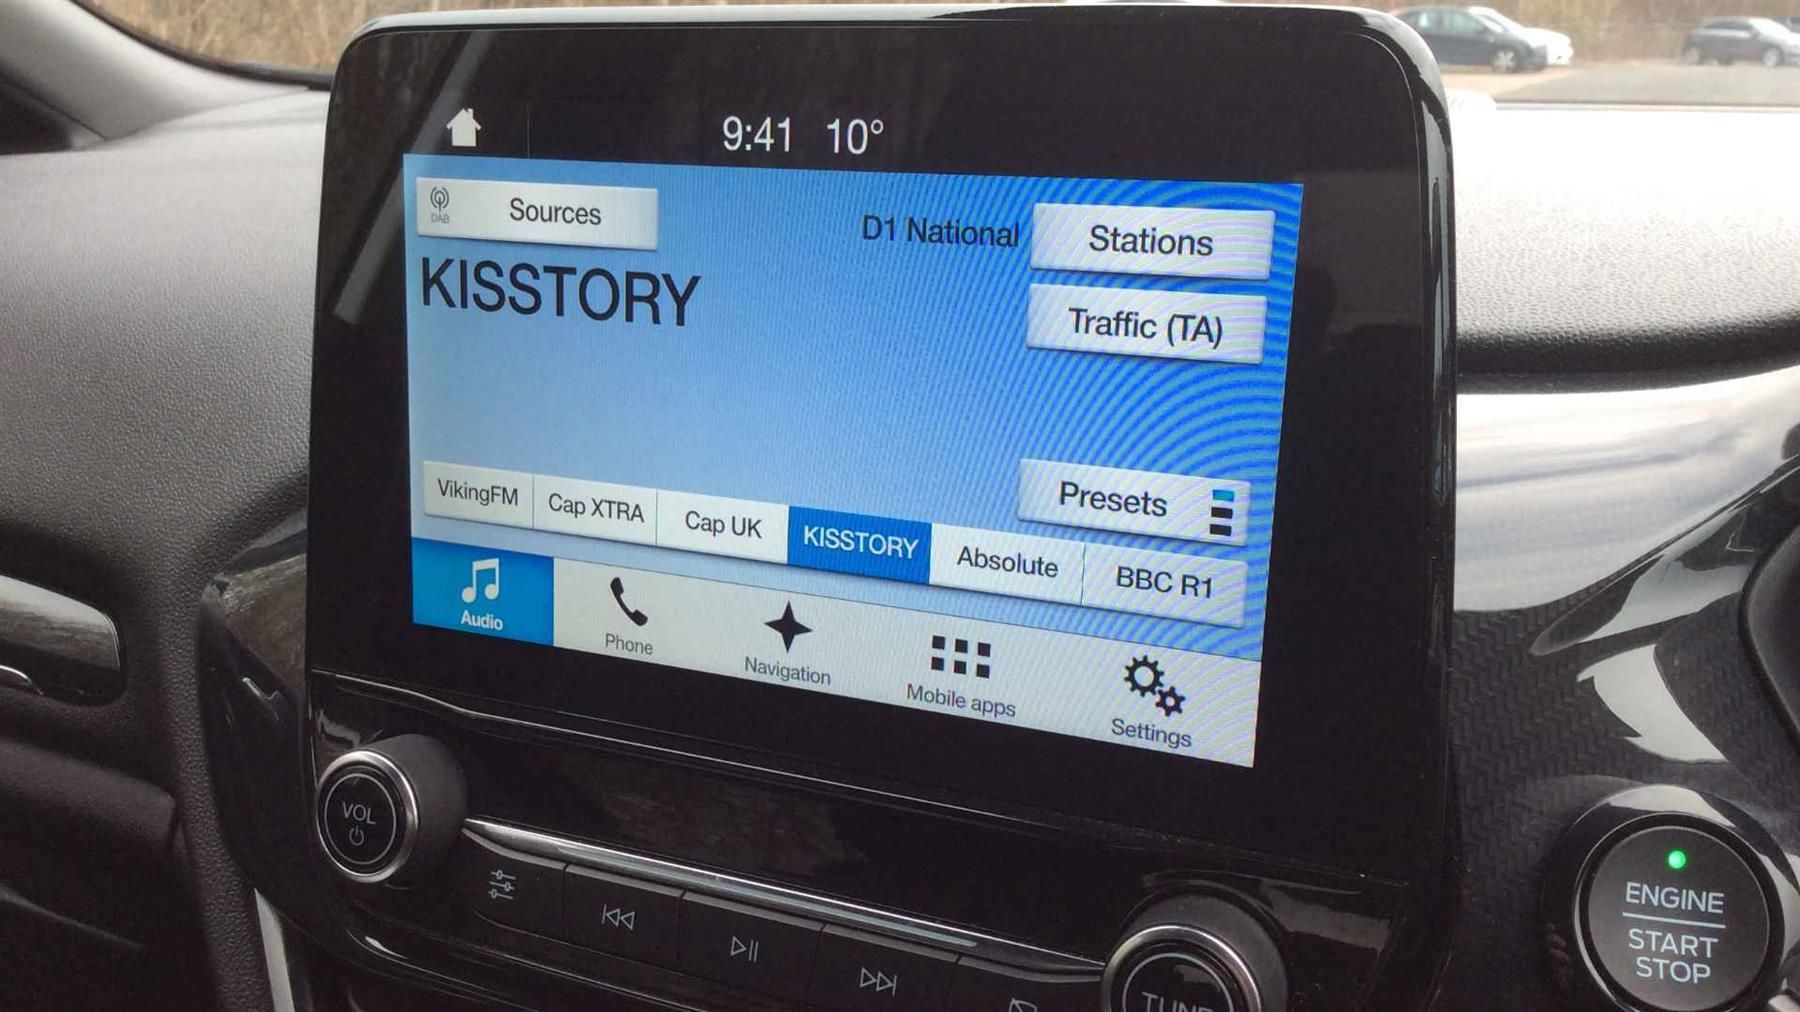 9:41 10°
DAB
Sources
D1 National
Stations
KISSTORY
Traffic (TA)
Presets
VikingFM
Cap XTRA
Cap UK
KISSTORY
Absolute
BBC R1
Audio
Phone
Navigation
Mobile apps
Settings
VOL
TUNE
ENGINE
START
STOP